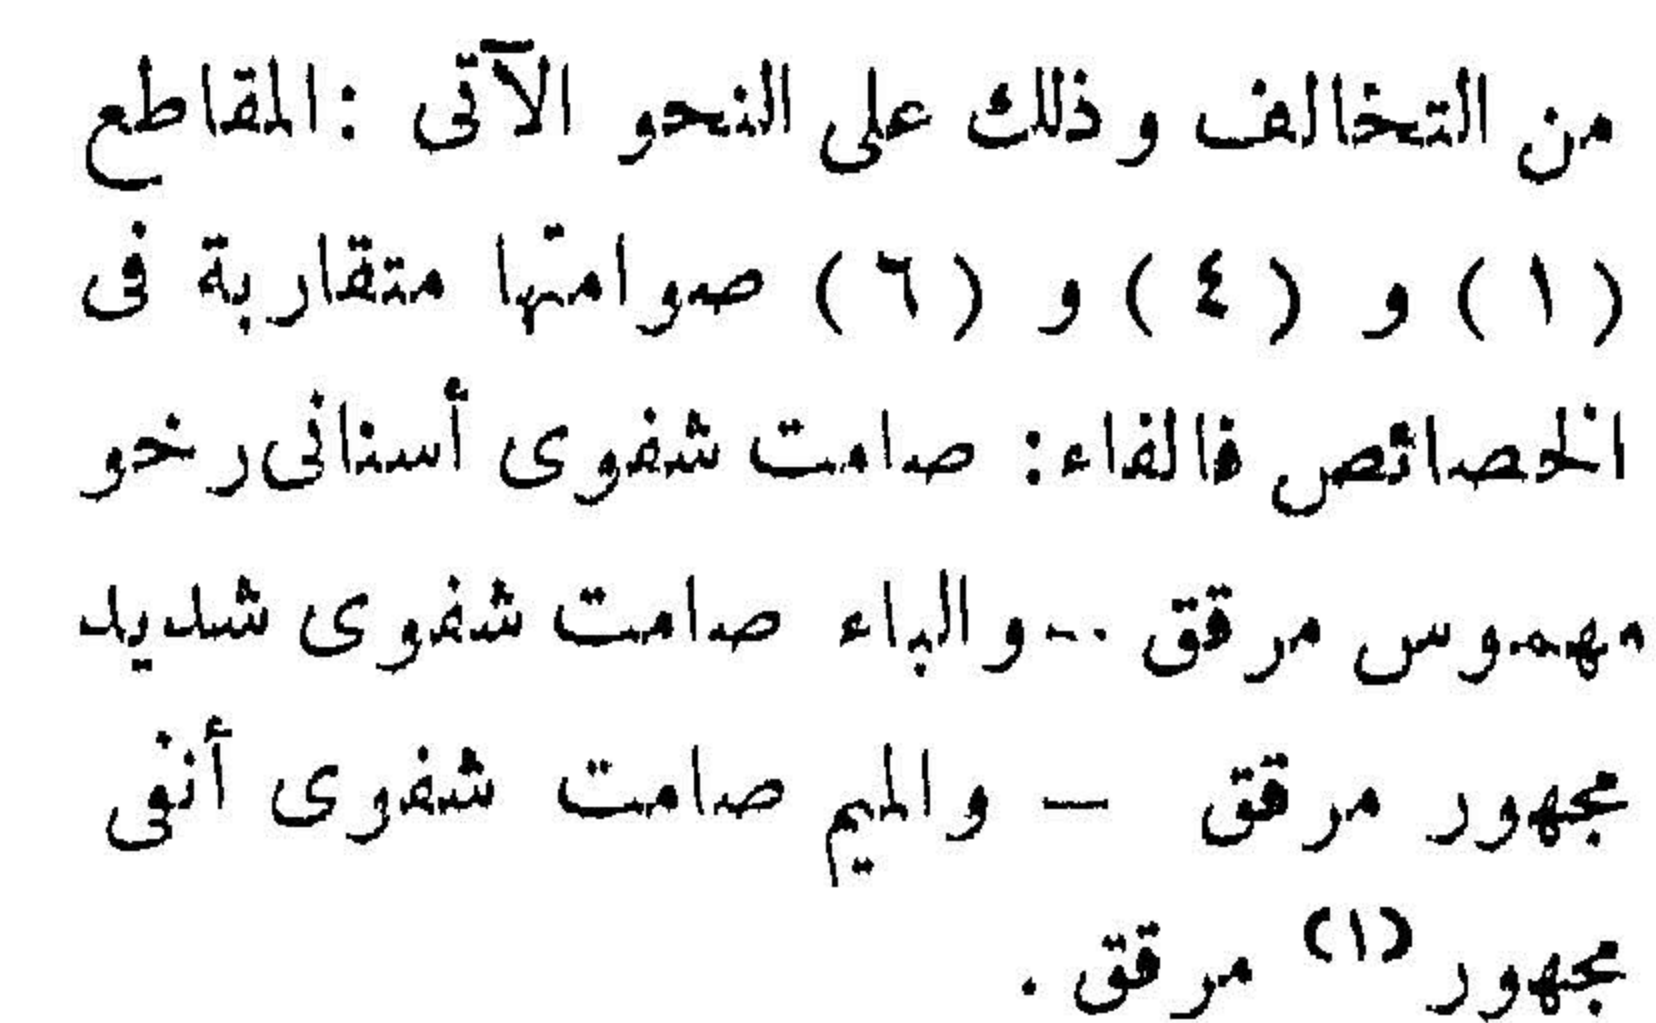 من التخالف وذلك على النحو الآتى : المقاطع
( ١ ) و ( ٤ ) و ( ٦ ) صوامتها متقاربة فى
الخصائص فالفاء : صامت شفوى أسنانى رخو
مهموس مرقق -- والباء صامت شفوى شديد
مجهور مرقق – والميم صامت شفوى أنفى
مجهور (١) مرقق .